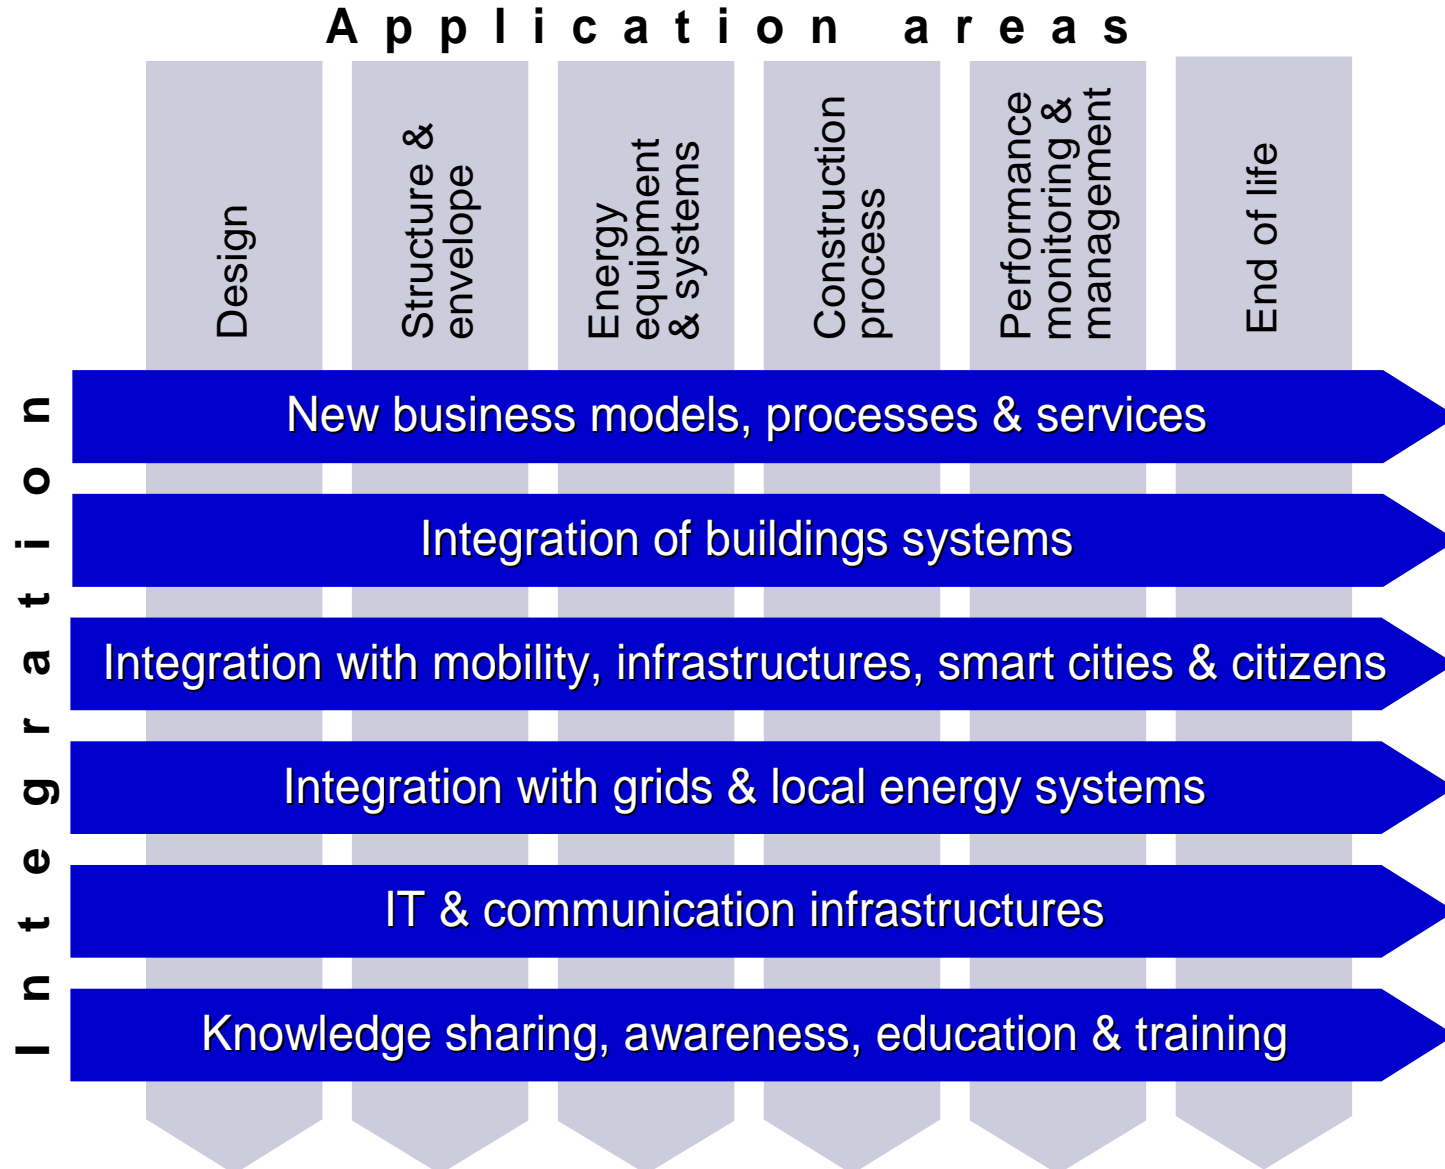 Application areas
Design
Structure &
envelope
Energy
equipment
& systems
Construction
process
Performance
monitoring &
management
End of life
Integration
New business models, processes & services
Integration of buildings systems
Integration with mobility, infrastructures, smart cities & citizens
Integration with grids & local energy systems
IT & communication infrastructures
Knowledge sharing, awareness, education & training